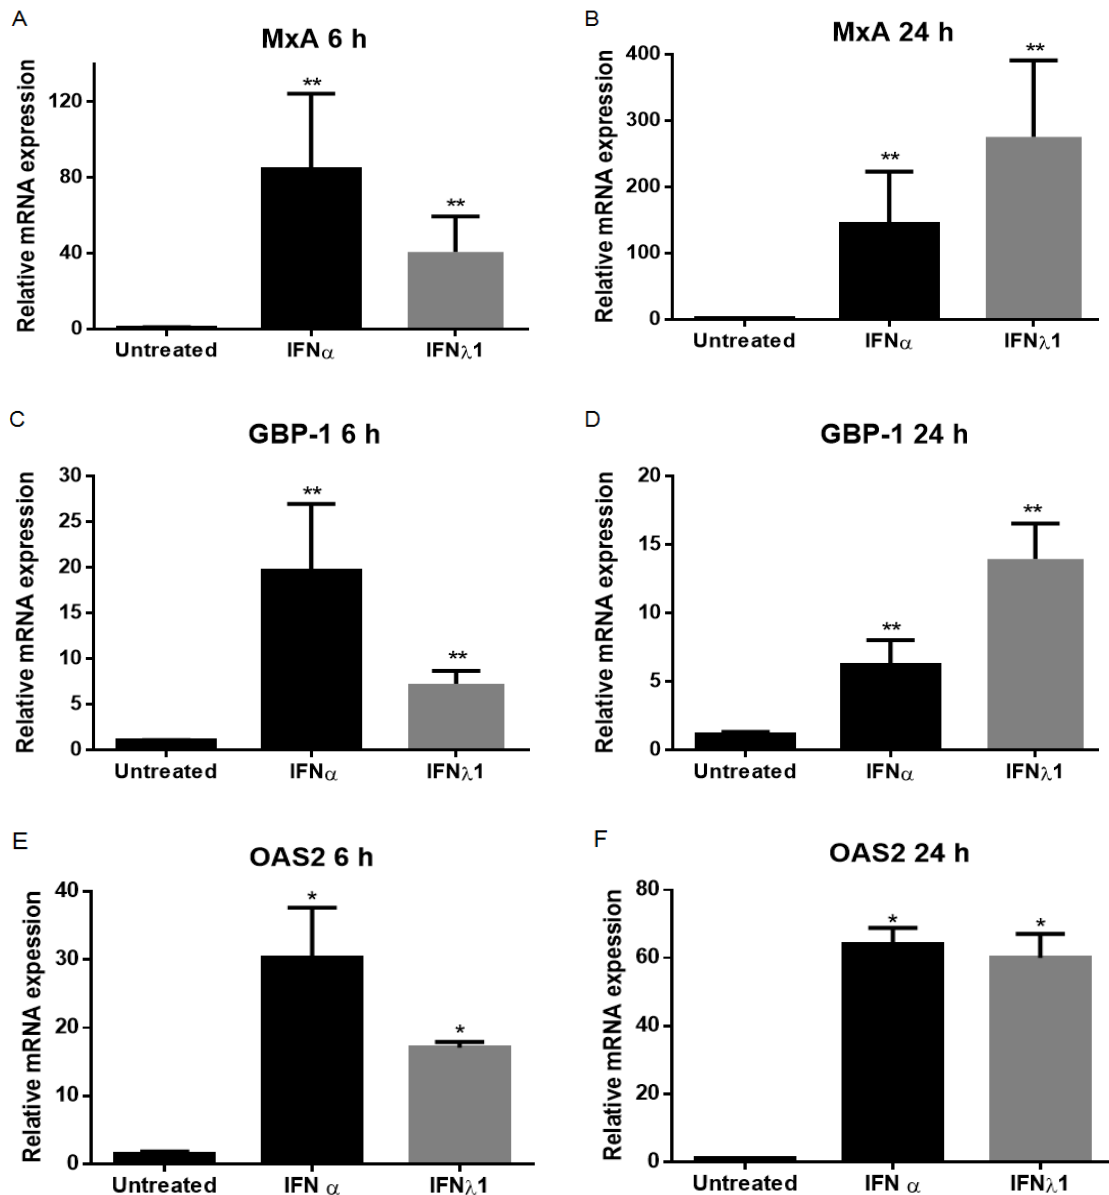 A
MxA 6 h
Relative mRNA expression
120
80
40
0
**
**
Untreated
IFNα
IFNλ1
B
MxA 24 h
Relative mRNA expression
400
300
200
100
0
**
**
Untreated
IFNα
IFNλ1
C
GBP-1 6 h
Relative mRNA expression
30
25
20
15
10
5
0
**
**
Untreated
IFNα
IFNλ1
D
GBP-1 24 h
Relative mRNA expression
20
15
10
5
0
**
**
Untreated
IFNα
IFNλ1
E
OAS2 6 h
Relative mRNA expession
40
30
20
10
0
*
*
Untreated
IFN α
IFNλ1
F
OAS2 24 h
Relative mRNA expession
80
60
40
20
0
*
*
Untreated
IFN α
IFNλ1